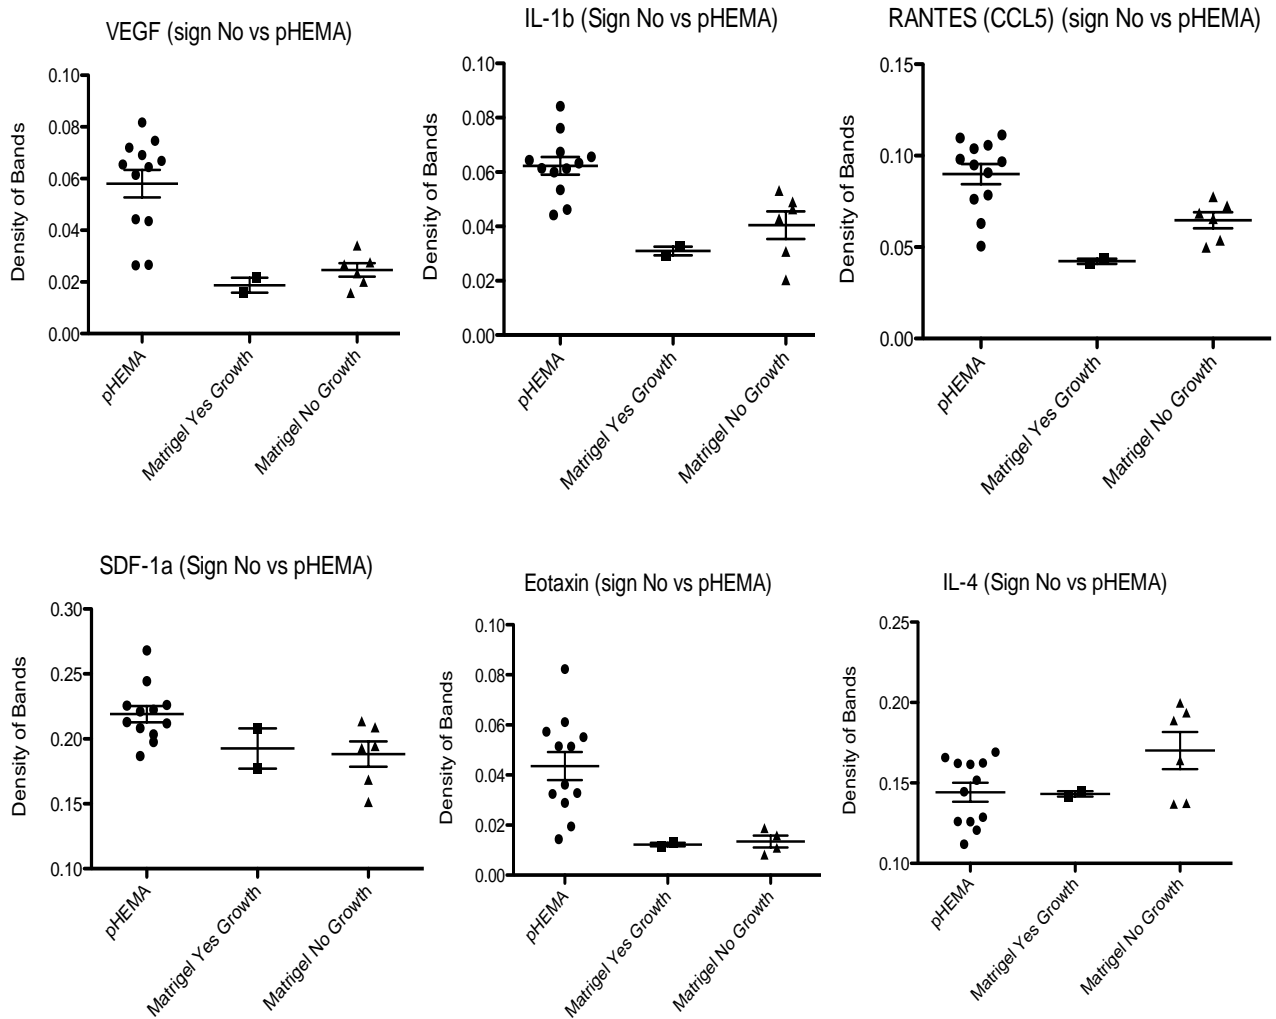 VEGF (sign No vs pHEMA)
Density of Bands
0.10
0.08
0.06
0.04
0.02
0.00
pHEMA
Matrigel Yes Growth
Matrigel No Growth
IL-1b (Sign No vs pHEMA)
Density of Bands
0.10
0.08
0.06
0.04
0.02
0.00
pHEMA
Matrigel Yes Growth
Matrigel No Growth
RANTES (CCL5) (sign No vs pHEMA)
Density of Bands
0.15
0.10
0.05
0.00
pHEMA
Matrigel Yes Growth
Matrigel No Growth
SDF-1a (Sign No vs pHEMA)
Density of Bands
0.30
0.25
0.20
0.15
0.10
pHEMA
Matrigel Yes Growth
Matrigel No Growth
Eotaxin (sign No vs pHEMA)
Density of Bands
0.10
0.08
0.06
0.04
0.02
0.00
pHEMA
Matrigel Yes Growth
Matrigel No Growth
IL-4 (Sign No vs pHEMA)
Density of Bands
0.25
0.20
0.15
0.10
pHEMA
Matrigel Yes Growth
Matrigel No Growth